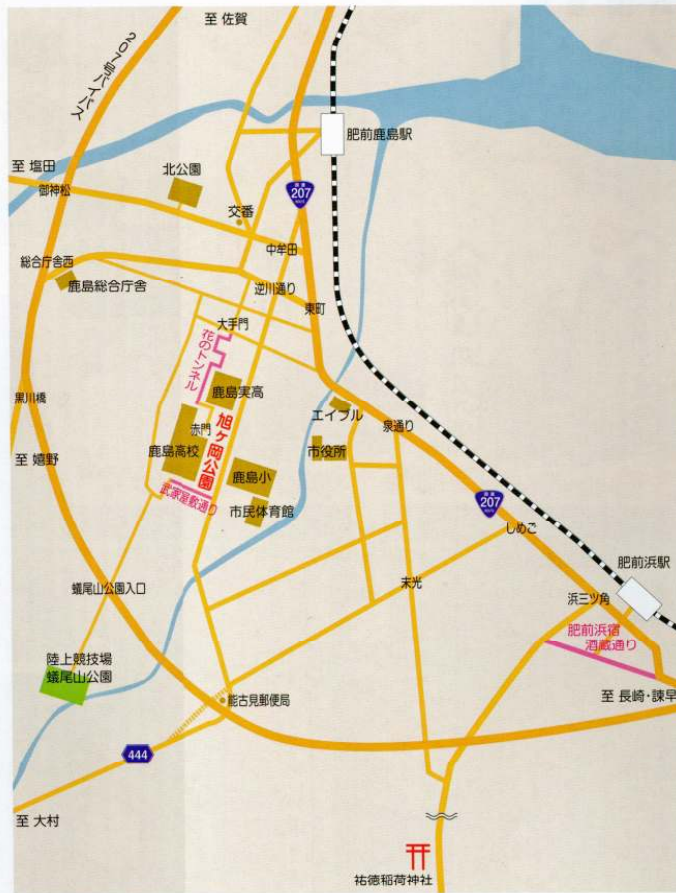 至 佐賀
207号バイパス
肥前鹿島駅
至 塩田
御神松
北公園
国道
207
交番
中牟田
総合庁舎西
鹿島総合庁舎
逆川通り
東町
大手門
花のトンネル
鹿島実高
黒川橋
エイブル
赤門
旭ヶ岡公園
泉通り
鹿島高校
市役所
至 嬉野
鹿島小
武家屋敷通り
国道
207
市民体育館
しめご
肥前浜駅
蟻尾山公園入口
末光
浜三ツ角
肥前浜宿
酒蔵通り
陸上競技場
蟻尾山公園
能古見郵便局
至 長崎・諫早
444
至 大村
祐徳稲荷神社